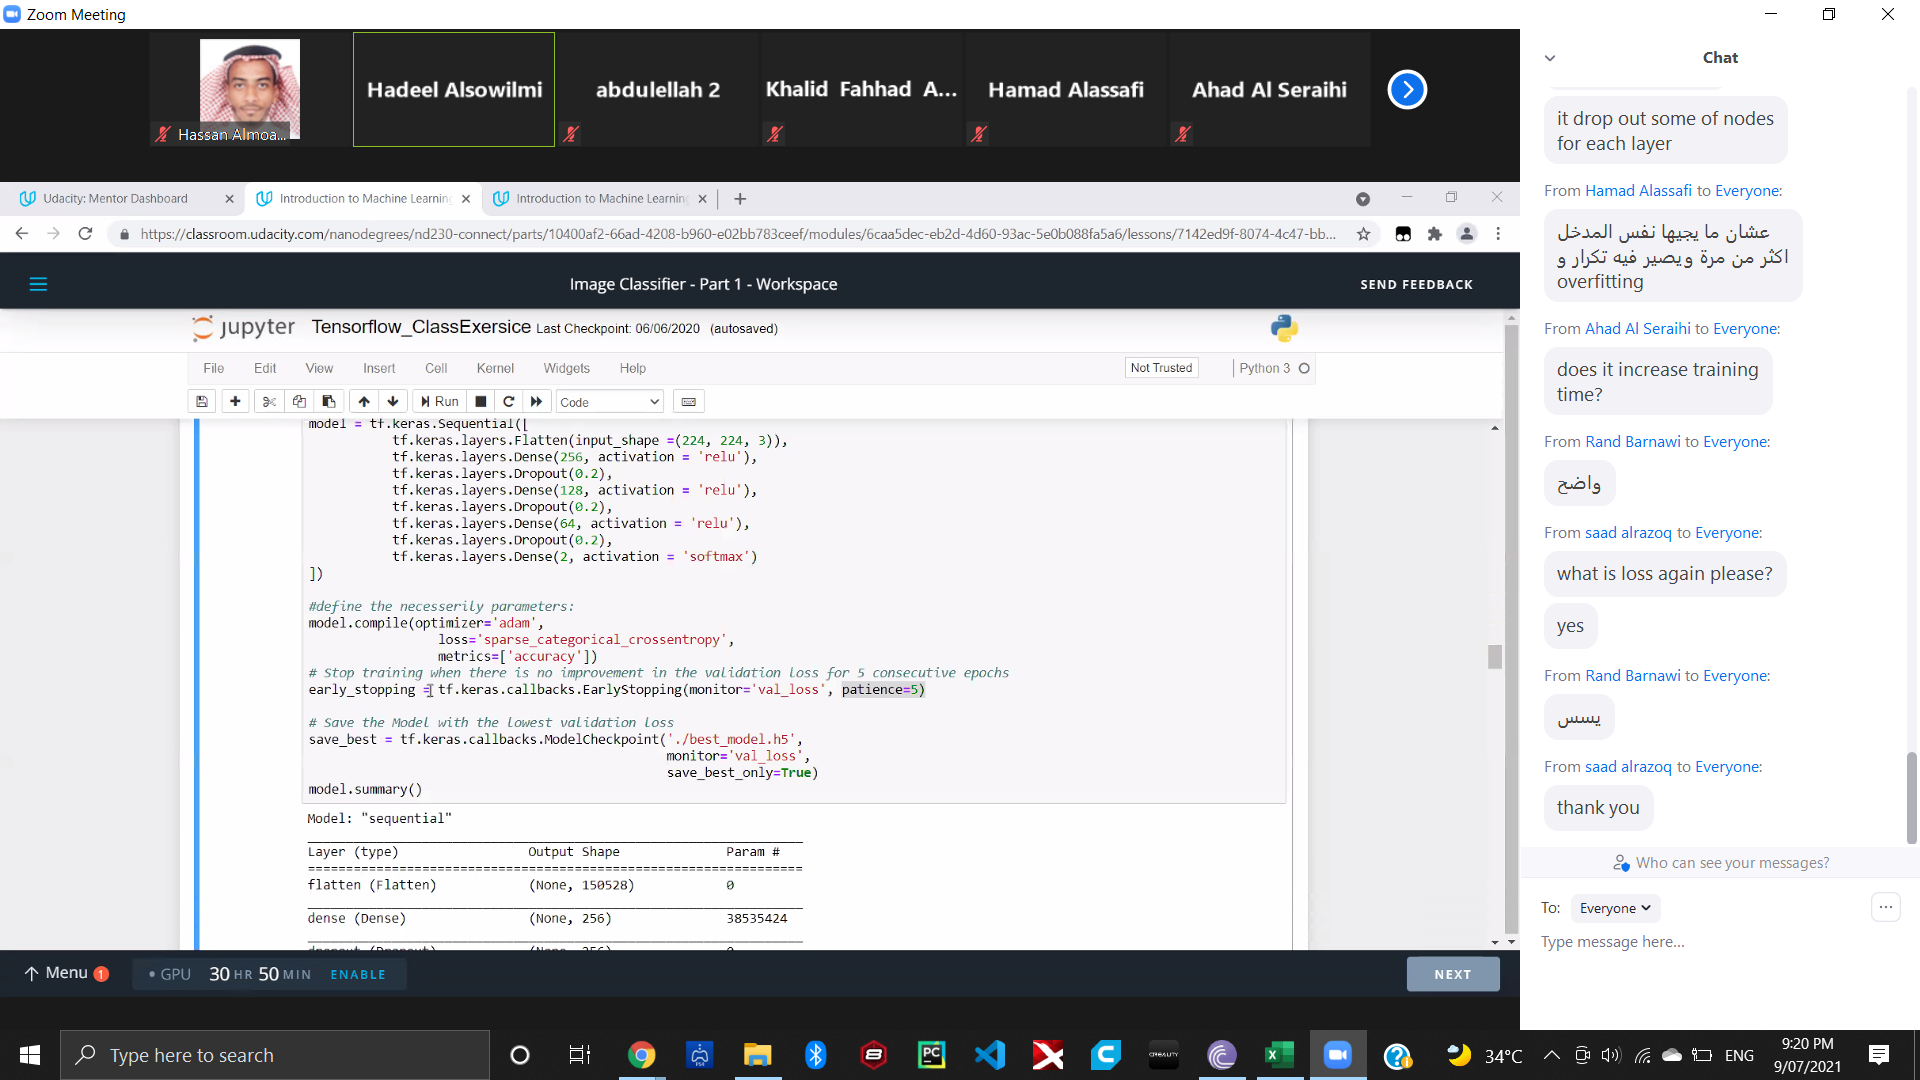 Zoom Meeting
Hassan Almoa...
Hadeel Alsowilmi
abdulellah 2
Khalid Fahhad A...
Hamad Alassafi
Ahad Al Seraihi
Udacity: Mentor Dashboard
Introduction to Machine Learning
Introduction to Machine Learning
https://classroom.udacity.com/nanodegrees/nd230-connect/parts/10400af2-66ad-4208-b960-e02bb783ceef/modules/6caa5dec-eb2d-4d60-93ac-5e0b088fa5a6/lessons/7142ed9f-8074-4c47-bb...
Image Classifier - Part 1 - Workspace
SEND FEEDBACK
jupyter Tensorflow_ClassExersice Last Checkpoint: 06/06/2020 (autosaved)
File Edit View Insert Cell Kernel Widgets Help
Not Trusted
Python 3
Run
Code
model = tf.keras.Sequential([
tf.keras.layers.Flatten(input_shape =(224, 224, 3)),
tf.keras.layers.Dense(256, activation = 'relu'),
tf.keras.layers.Dropout(0.2),
tf.keras.layers.Dense(128, activation = 'relu'),
tf.keras.layers.Dropout(0.2),
tf.keras.layers.Dense(64, activation = 'relu'),
tf.keras.layers.Dropout(0.2),
tf.keras.layers.Dense(2, activation = 'softmax')
])
#define the necesserily parameters:
model.compile(optimizer='adam',
loss='sparse_categorical_crossentropy',
metrics=['accuracy'])
# Stop training when there is no improvement in the validation loss for 5 consecutive epochs
early_stopping = tf.keras.callbacks.EarlyStopping(monitor='val_loss', patience=5)
# Save the Model with the lowest validation loss
save_best = tf.keras.callbacks.ModelCheckpoint('./best_model.h5',
monitor='val_loss',
save_best_only=True)
model.summary()
Model: "sequential"
Layer (type) Output Shape Param #
flatten (Flatten) (None, 150528) 0
dense (Dense) (None, 256) 38535424
Menu 1
GPU 30 HR 50 MIN ENABLE
NEXT
Chat
it drop out some of nodes
for each layer
From Hamad Alassafi to Everyone:
عشان ما يجيها نفس المدخل
اكثر من مرة ويصير فيه تكرار و
overfitting
From Ahad Al Seraihi to Everyone:
does it increase training
time?
From Rand Barnawi to Everyone:
واضح
From saad alrazoq to Everyone:
what is loss again please?
yes
From Rand Barnawi to Everyone:
يسس
From saad alrazoq to Everyone:
thank you
Who can see your messages?
To: Everyone
Type message here...
Type here to search
34°C
ENG
9:20 PM
9/07/2021